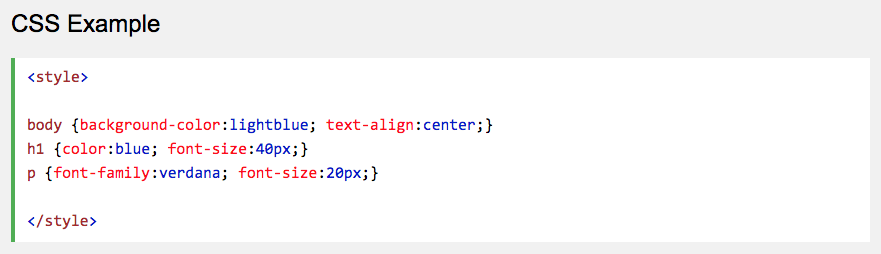 CSS Example
<style>
body {background-color:lightblue; text-align:center;}
h1 {color:blue; font-size:40px;}
p {font-family:verdana; font-size:20px;}
</style>